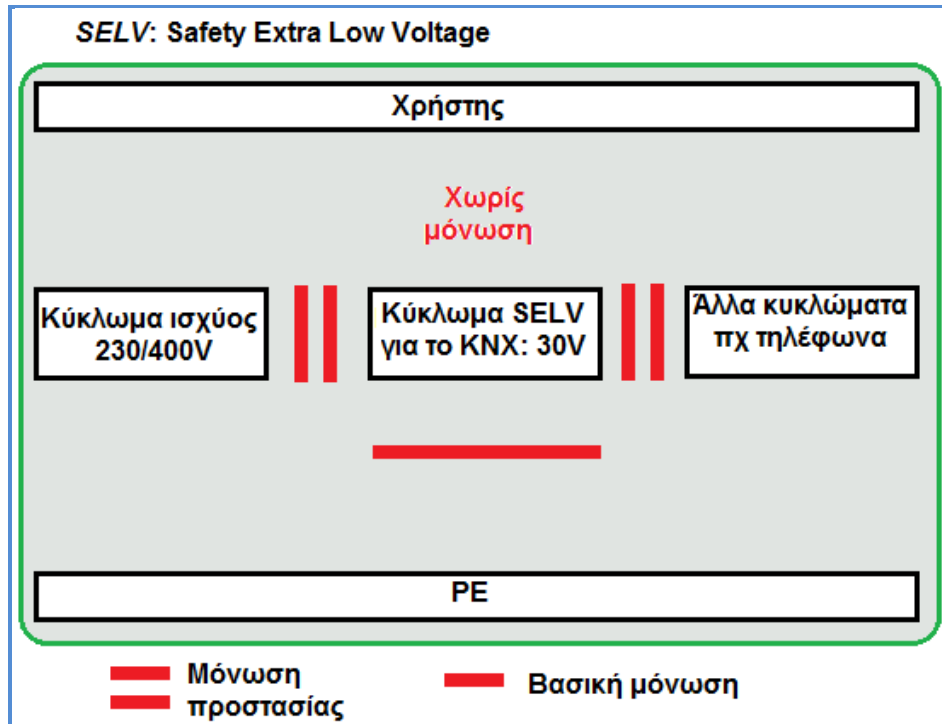 SELV: Safety Extra Low Voltage
Χρήστης
Χωρίς
μόνωση
Κύκλωμα ισχύος
230/400V
Κύκλωμα SELV
για το KNX: 30V
Άλλα κυκλώματα
πχ τηλέφωνα
PE
Μόνωση
προστασίας
Βασική μόνωση